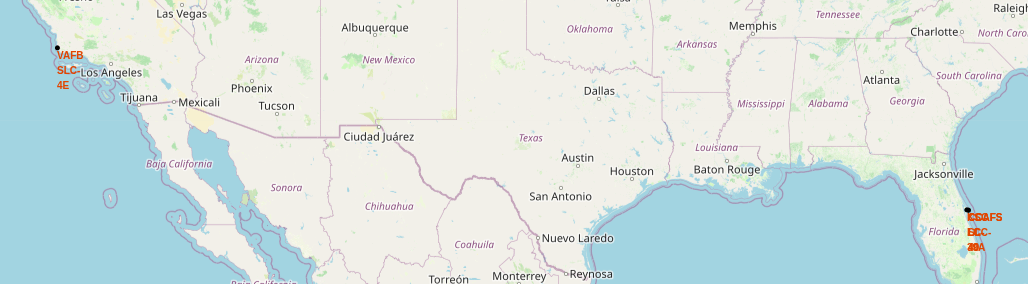 Las Vegas
Albuquerque
Oklahoma
Memphis
Tennessee
Raleigh
Charlotte
VAFB
SLC-
4E
Los Angeles
Arizona
New Mexico
Arkansas
Atlanta
South Carolina
Phoenix
Dallas
Tijuana
Mexicali
Tucson
Mississippi
Alabama
Georgia
Ciudad Juárez
Texas
Louisiana
Austin
Houston
Baton Rouge
Baja California
Jacksonville
San Antonio
Sonora
Chihuahua
Florida
Coahuila
Nuevo Laredo
Torreón
Monterrey
Reynosa